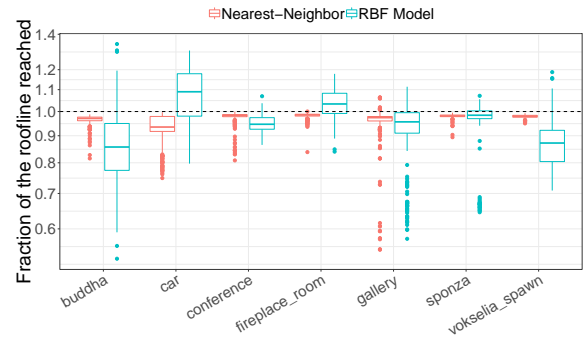 Nearest−Neighbor RBF Model
Fraction of the roofline reached
1.4
1.2
1.1
1.0
0.9
0.8
0.7
0.6
buddha
car
conference
fireplace_room
gallery
sponza
vokselia_spawn